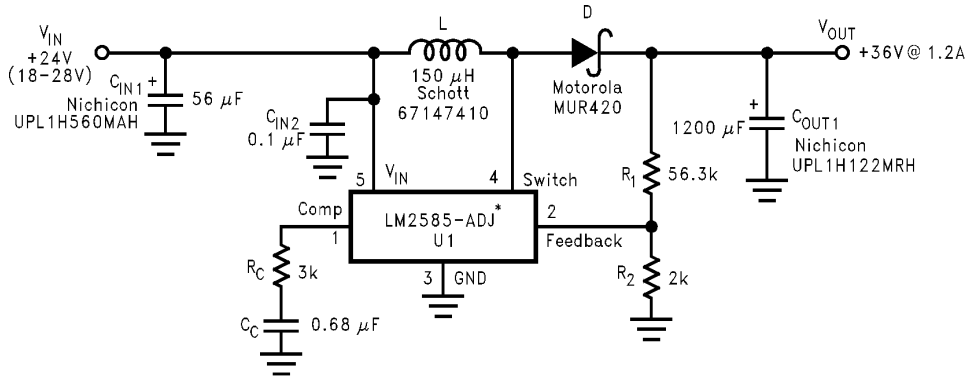 V_IN
+24V
(18-28V)
C_IN1 +
56 μF
Nichicon
UPL1H560MAH
C_IN2
0.1 μF
L
150 μH
Schott
67147410
D
Motorola
MUR420
V_OUT
+36V @ 1.2A
+
1200 μF
C_OUT1
Nichicon
UPL1H122MRH
R_1
56.3k
5
V_IN
4
Switch
Comp
1
LM2585-ADJ*
U1
2
Feedback
3
GND
R_C
3k
C_C
0.68 μF
R_2
2k